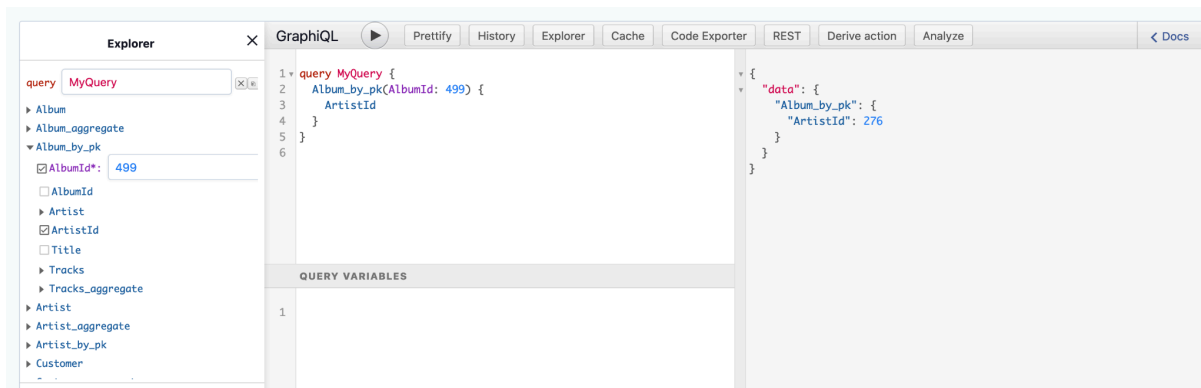 Explorer
query MyQuery
Album
Album_aggregate
Album_by_pk
AlbumId*: 499
AlbumId
Artist
ArtistId
Title
Tracks
Tracks_aggregate
Artist
Artist_aggregate
Artist_by_pk
Customer
GraphiQL Prettify History Explorer Cache Code Exporter REST Derive action Analyze < Docs
1 query MyQuery {
2 Album_by_pk(AlbumId: 499) {
3 ArtistId
4 }
5 }
6
QUERY VARIABLES
1
{
"data": {
"Album_by_pk": {
"ArtistId": 276
}
}
}